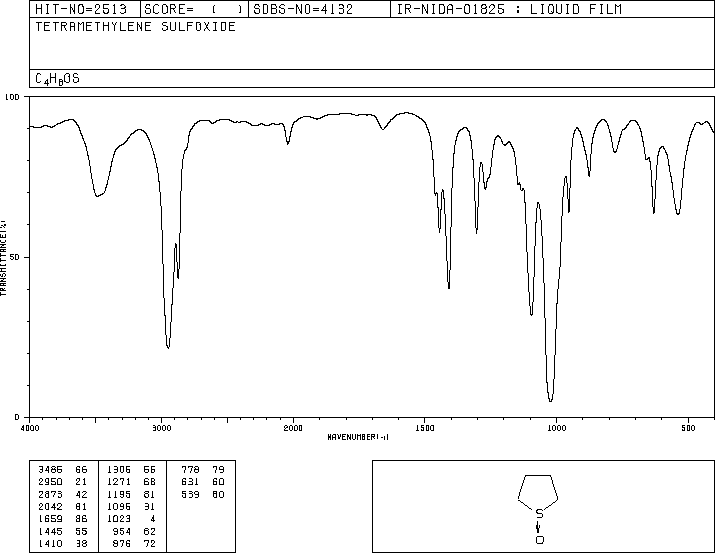 HIT-NO=2513 SCORE= ( ) SDBS-NO=4132 IR-NIDA-01825 : LIQUID FILM
TETRAMETHYLENE SULFOXIDE
C4H8OS
100
50
0
TRANSMITTANCE(%)
4000 3000 2000 1500 1000 500
WAVENUMBER(-1)
3485 66 1306 55 778 79
2950 21 1271 68 631 60
2873 42 1195 81 539 60
2042 81 1096 31
1659 86 1023 4
1445 55 954 62
1410 38 876 72
S
O